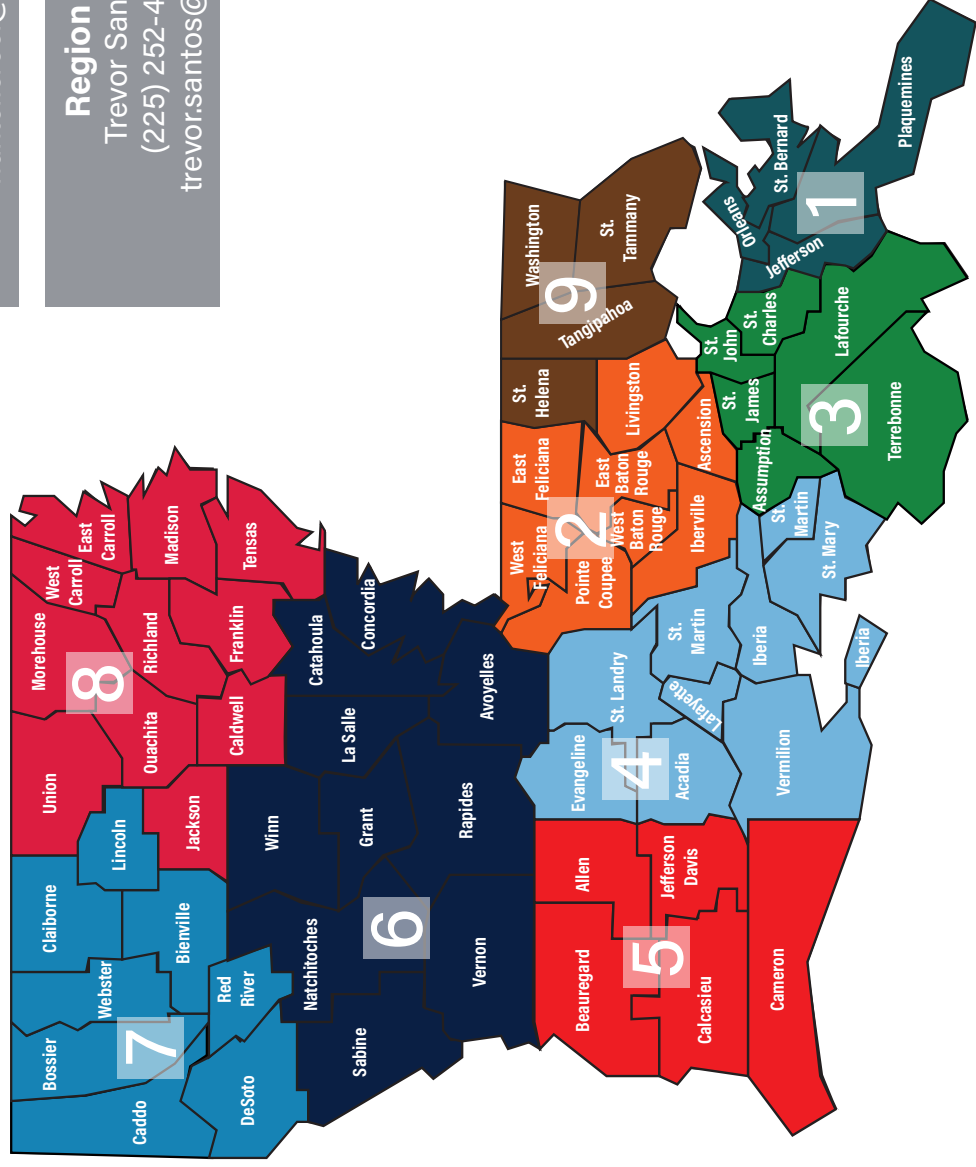 Region
Trevor San
(225) 252-4
trevor.santos@
7
Caddo
Bossier
Webster
Claiborne
Lincoln
Bienville
Red
River
DeSoto
8
Union
Morehouse
West
Carroll
East
Carroll
Ouachita
Richland
Madison
Jackson
Caldwell
Franklin
Tensas
6
Sabine
Natchitoches
Winn
Grant
La Salle
Catahoula
Concordia
Vernon
Rapides
Avoyelles
5
Beauregard
Allen
Calcasieu
Jefferson
Davis
Cameron
4
Evangeline
St. Landry
Acadia
Lafayette
St.
Martin
Vermilion
Iberia
Iberia
St.
Martin
St. Mary
2
West
Feliciana
East
Feliciana
Pointe
Coupee
West
Baton
Rouge
East
Baton
Rouge
Livingston
Iberville
Ascension
9
St.
Helena
Tangipahoa
Washington
St.
Tammany
3
Assumption
St.
James
St.
John
St.
Charles
Lafourche
Terrebonne
1
Orleans
Jefferson
St. Bernard
Plaquemines